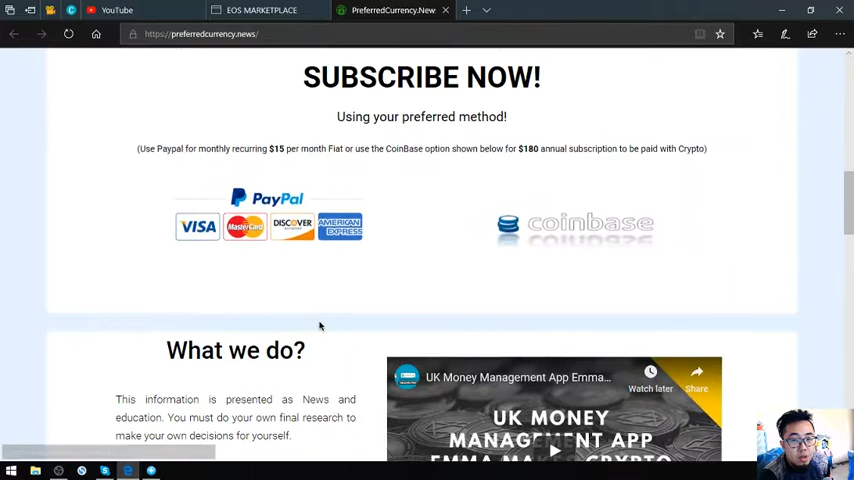 YouTube
EOS MARKETPLACE
PreferredCurrency.News
https://preferredcurrency.news/
SUBSCRIBE NOW!
Using your preferred method!
(Use Paypal for monthly recurring $15 per month Fiat or use the CoinBase option shown below for $180 annual subscription to be paid with Crypto)
PayPal
VISA
MasterCard
DISCOVER
NETWORK
AMERICAN
EXPRESS
coinbase
What we do?
This information is presented as News and
education. You must do your own final research to
make your own decisions for yourself.
UK Money Management App Emma...
Watch later
Share
UK MONEY
MANAGEMENT APP